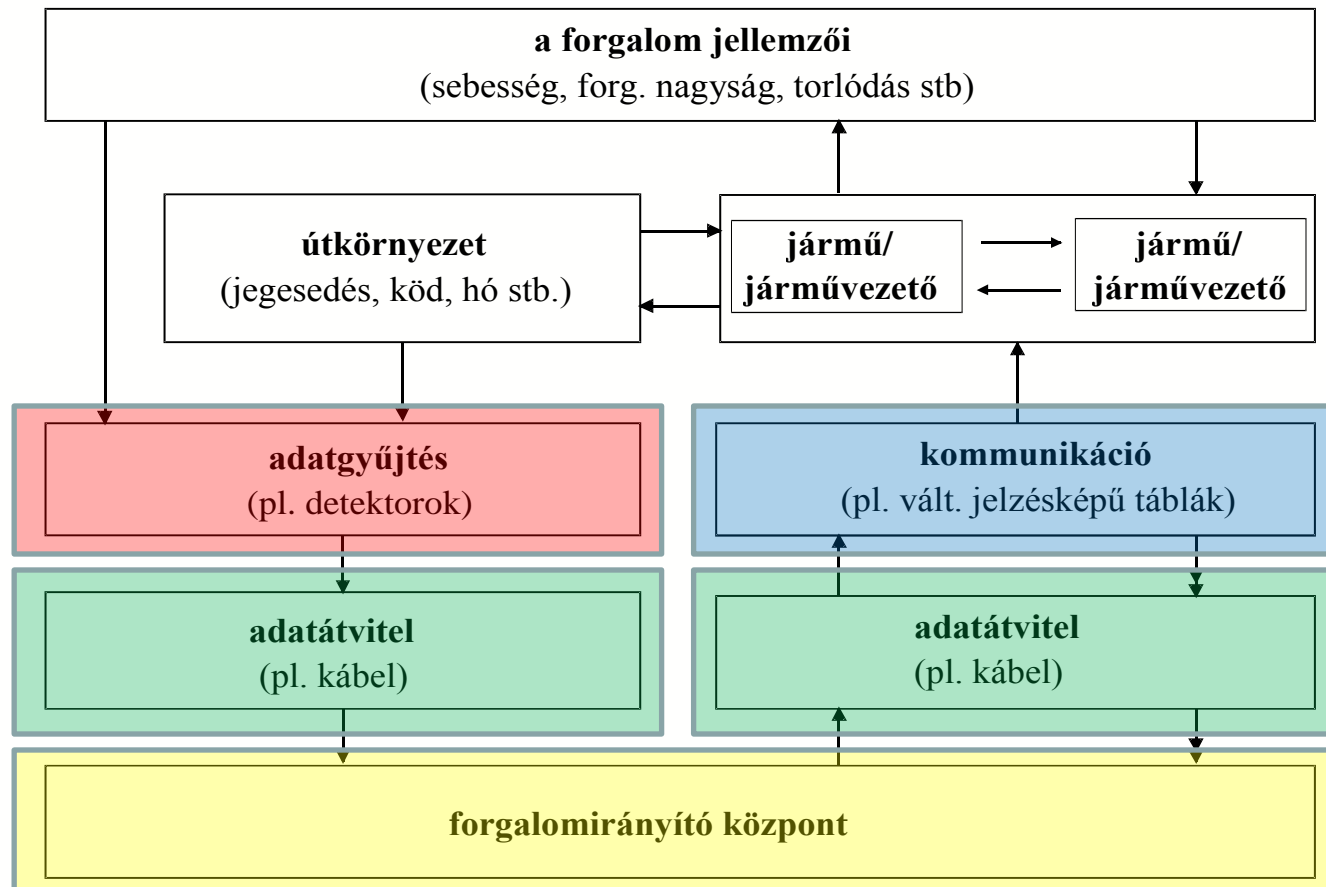 a forgalom jellemzői
(sebesség, forg. nagyság, torlódás stb)
útkörnyezet
(jegesedés, köd, hó stb.)
jármű/
járművezető
jármű/
járművezető
adatgyűjtés
(pl. detektorok)
kommunikáció
(pl. vált. jelzésképű táblák)
adatátvitel
(pl. kábel)
adatátvitel
(pl. kábel)
forgalomirányító központ